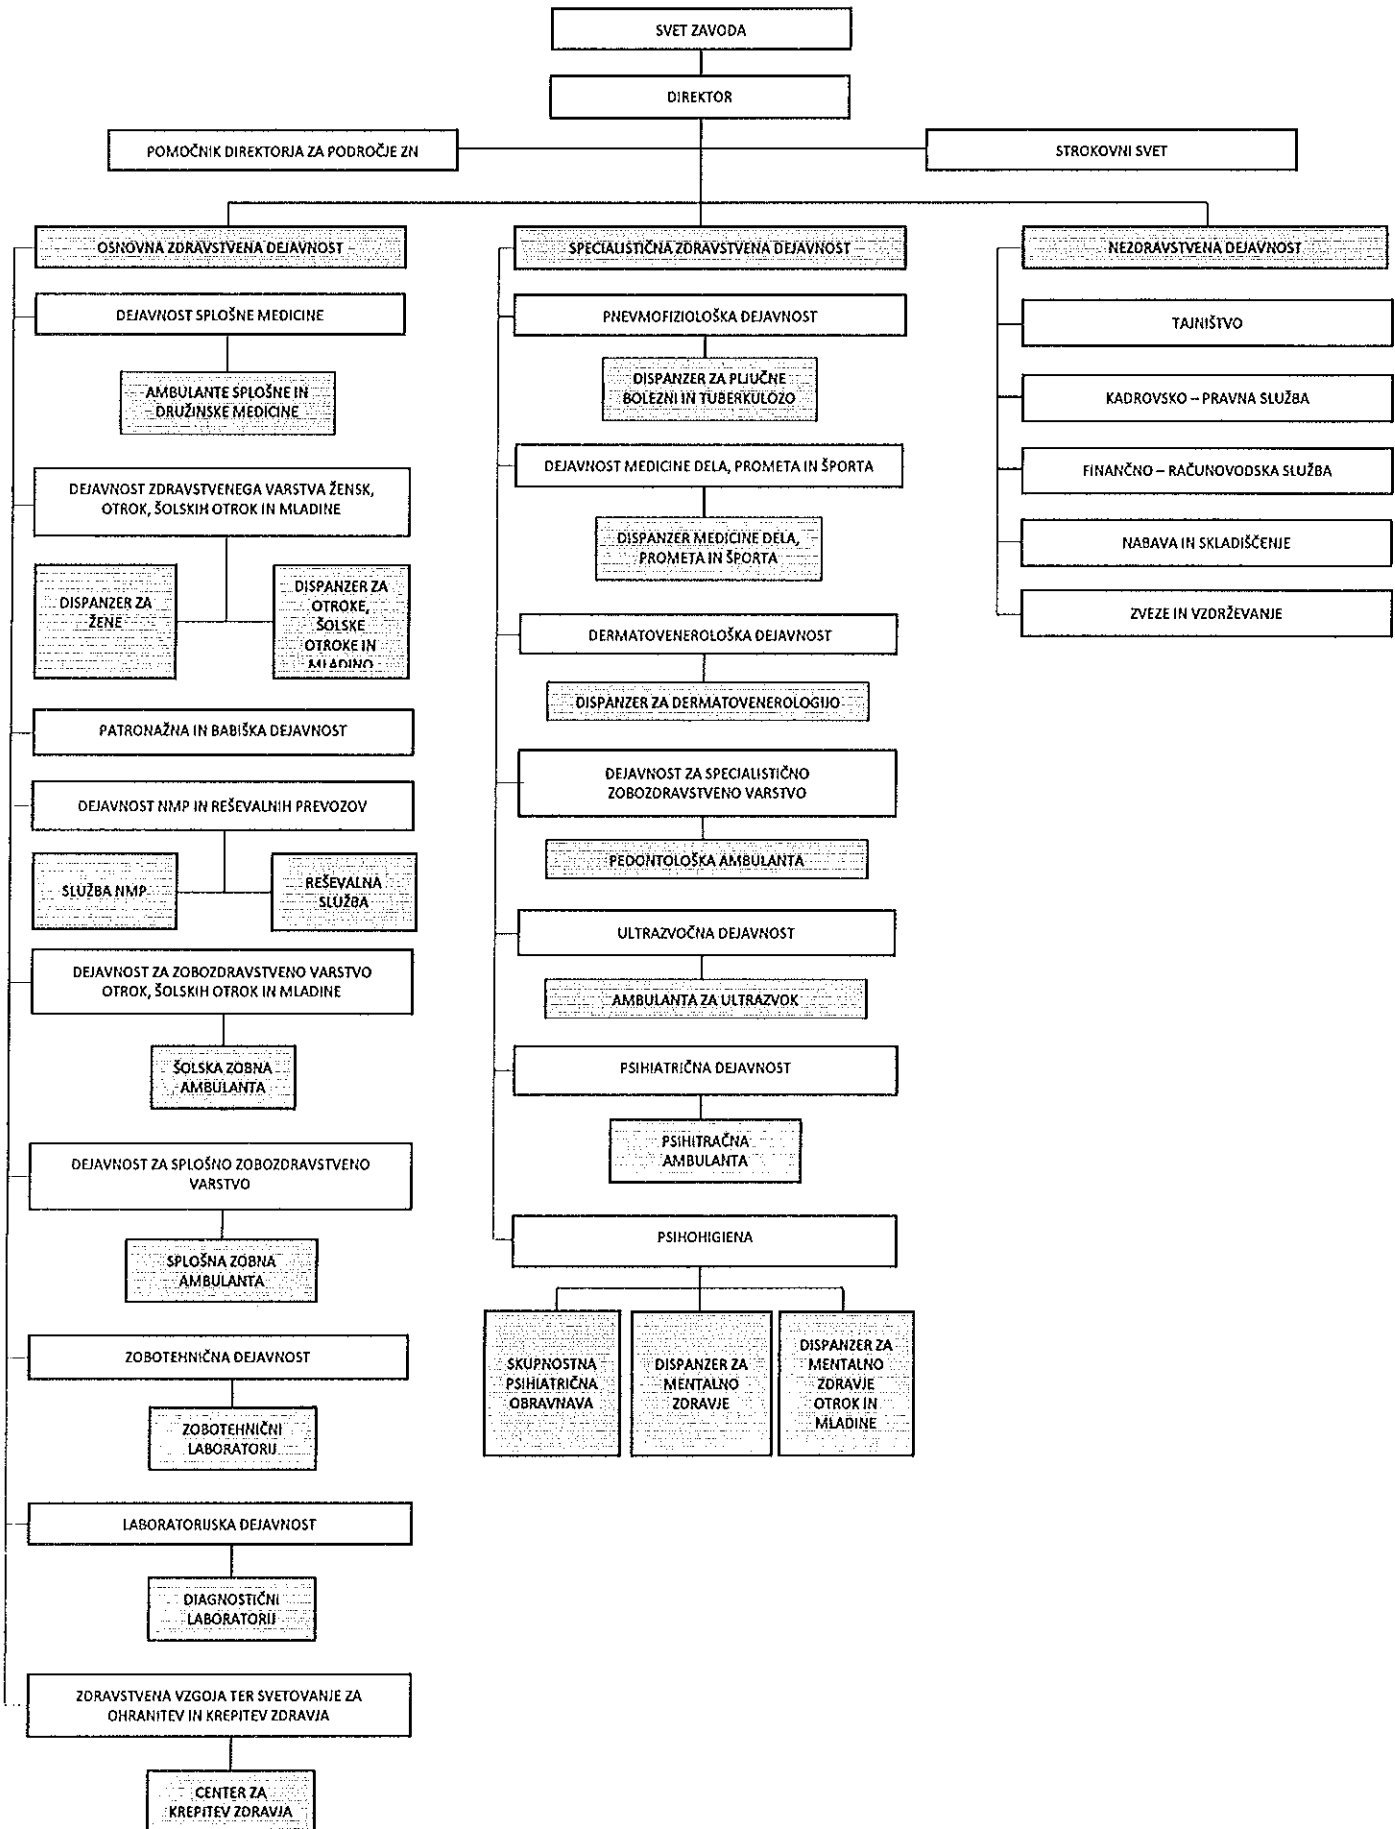 SVET ZAVODA
DIREKTOR
POMOČNIK DIREKTORJA ZA PODROČJE ZN
STROKOVNI SVET
OSNOVNA ZDRAVSTVENA DEJAVNOST
DEJAVNOST SPLOŠNE MEDICINE
AMBULANTE SPLOŠNE IN
DRUŽINSKE MEDICINE
DEJAVNOST ZDRAVSTVENEGA VARSTVA ŽENSK,
OTROK, ŠOLSKIH OTROK IN MLADINE
DISPANZER ZA
ŽENE
DISPANZER ZA
OTROKE,
ŠOLSKE
OTROKE IN
MLADINO
PATRONAŽNA IN BABIŠKA DEJAVNOST
DEJAVNOST NMP IN REŠEVALNIH PREVOZOV
SLUŽBA NMP
REŠEVALNA
SLUŽBA
DEJAVNOST ZA ZOBOZDRAVSTVENO VARSTVO
OTROK, ŠOLSKIH OTROK IN MLADINE
ŠOLSKA ZOBNA
AMBULANTA
DEJAVNOST ZA SPLOŠNO ZOBOZDRAVSTVENO
VARSTVO
SPLOŠNA ZOBNA
AMBULANTA
ZOBOTEHNIČNA DEJAVNOST
ZOBOTEHNIČNI
LABORATORIJ
LABORATORIJSKA DEJAVNOST
DIAGNOSTIČNI
LABORATORIJ
ZDRAVSTVENA VZGOJA TER SVETOVANJE ZA
OHRANITEV IN KREPITEV ZDRAVJA
CENTER ZA
KREPITEV ZDRAVJA
SPECIALISTIČNA ZDRAVSTVENA DEJAVNOST
PNEVMOFIZIOLOŠKA DEJAVNOST
DISPANZER ZA PLJUČNE
BOLEZNI IN TUBERKULOZO
DEJAVNOST MEDICINE DELA, PROMETA IN ŠPORTA
DISPANZER MEDICINE DELA,
PROMETA IN ŠPORTA
DERMATOVENEROLOŠKA DEJAVNOST
DISPANZER ZA DERMATOVENEROLOGIJO
DEJAVNOST ZA SPECIALISTIČNO
ZOBOZDRAVSTVENO VARSTVO
PEDONTOLOŠKA AMBULANTA
ULTRAZVOČNA DEJAVNOST
AMBULANTA ZA ULTRAZVOK
PSIHIATRIČNA DEJAVNOST
PSIHITRAČNA
AMBULANTA
PSIHOHIGIENA
SKUPNOSTNA
PSIHIATRIČNA
OBRAVNAVA
DISPANZER ZA
MENTALNO
ZDRAVJE
DISPANZER ZA
MENTALNO
ZDRAVJE
OTROK IN
MLADINE
NEZDRAVSTVENA DEJAVNOST
TAJNIŠTVO
KADROVSKO – PRAVNA SLUŽBA
FINANČNO – RAČUNOVODSKA SLUŽBA
NABAVA IN SKLADIŠČENJE
ZVEZE IN VZDRŽEVANJE